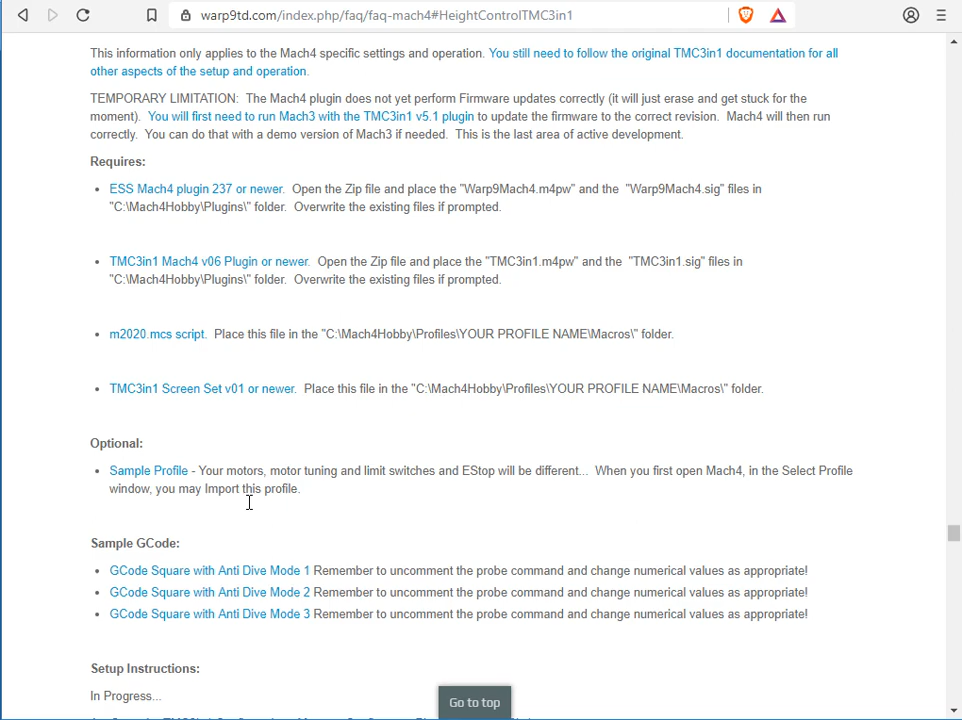 warp9td.com/index.php/faq/faq-mach4#HeightControlTMC3in1
This information only applies to the Mach4 specific settings and operation. You still need to follow the original TMC3in1 documentation for all
other aspects of the setup and operation.
TEMPORARY LIMITATION: The Mach4 plugin does not yet perform Firmware updates correctly (it will just erase and get stuck for the
moment). You will first need to run Mach3 with the TMC3in1 v5.1 plugin to update the firmware to the correct revision. Mach4 will then run
correctly. You can do that with a demo version of Mach3 if needed. This is the last area of active development.
Requires:
• ESS Mach4 plugin 237 or newer. Open the Zip file and place the "Warp9Mach4.m4pw" and the "Warp9Mach4.sig" files in
"C:\Mach4Hobby\Plugins\" folder. Overwrite the existing files if prompted.
• TMC3in1 Mach4 v06 Plugin or newer. Open the Zip file and place the "TMC3in1.m4pw" and the "TMC3in1.sig" files in
"C:\Mach4Hobby\Plugins\" folder. Overwrite the existing files if prompted.
• m2020.mcs script. Place this file in the "C:\Mach4Hobby\Profiles\YOUR PROFILE NAME\Macros\" folder.
• TMC3in1 Screen Set v01 or newer. Place this file in the "C:\Mach4Hobby\Profiles\YOUR PROFILE NAME\Macros\" folder.
Optional:
• Sample Profile - Your motors, motor tuning and limit switches and EStop will be different... When you first open Mach4, in the Select Profile
window, you may Import this profile.
Sample GCode:
• GCode Square with Anti Dive Mode 1 Remember to uncomment the probe command and change numerical values as appropriate!
• GCode Square with Anti Dive Mode 2 Remember to uncomment the probe command and change numerical values as appropriate!
• GCode Square with Anti Dive Mode 3 Remember to uncomment the probe command and change numerical values as appropriate!
Setup Instructions:
In Progress...
Go to top